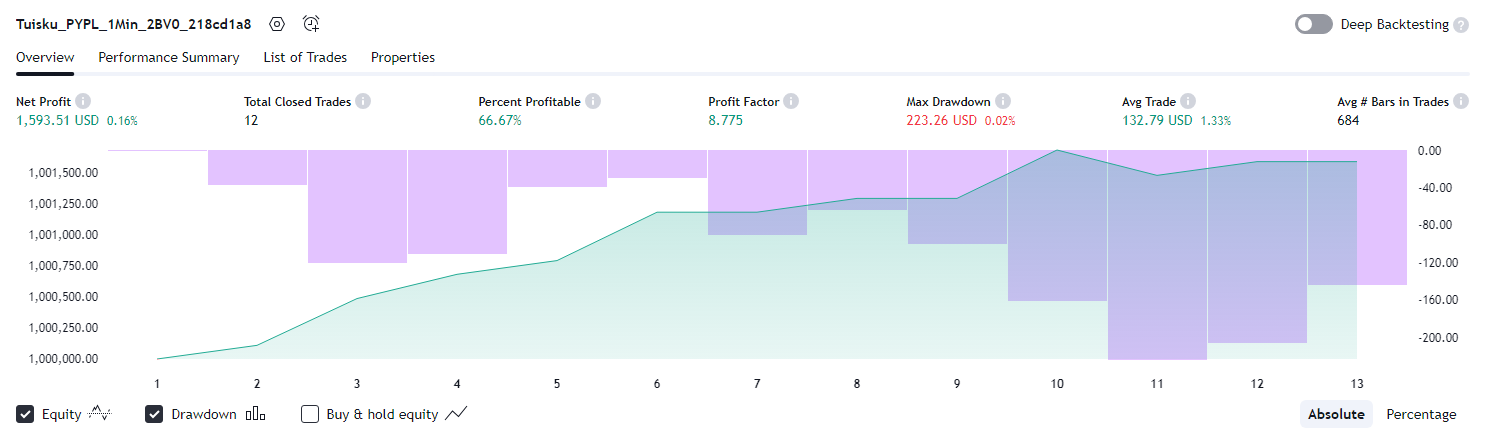 Tuisku_PYPL_1Min_2BV0_218cd1a8
Deep Backtesting
Overview Performance Summary List of Trades Properties
Net Profit Total Closed Trades Percent Profitable Profit Factor Max Drawdown Avg Trade Avg # Bars in Trades
1,593.51 USD 0.16% 12 66.67% 8.775 223.26 USD 0.02% 132.79 USD 1.33% 684
0.00
1,001,500.00
-40.00
1,001,250.00
-80.00
1,001,000.00
-120.00
1,000,750.00
1,000,500.00
-160.00
1,000,250.00
-200.00
1,000,000.00
1 2 3 4 5 6 7 8 9 10 11 12 13
Equity Drawdown Buy & hold equity Absolute Percentage